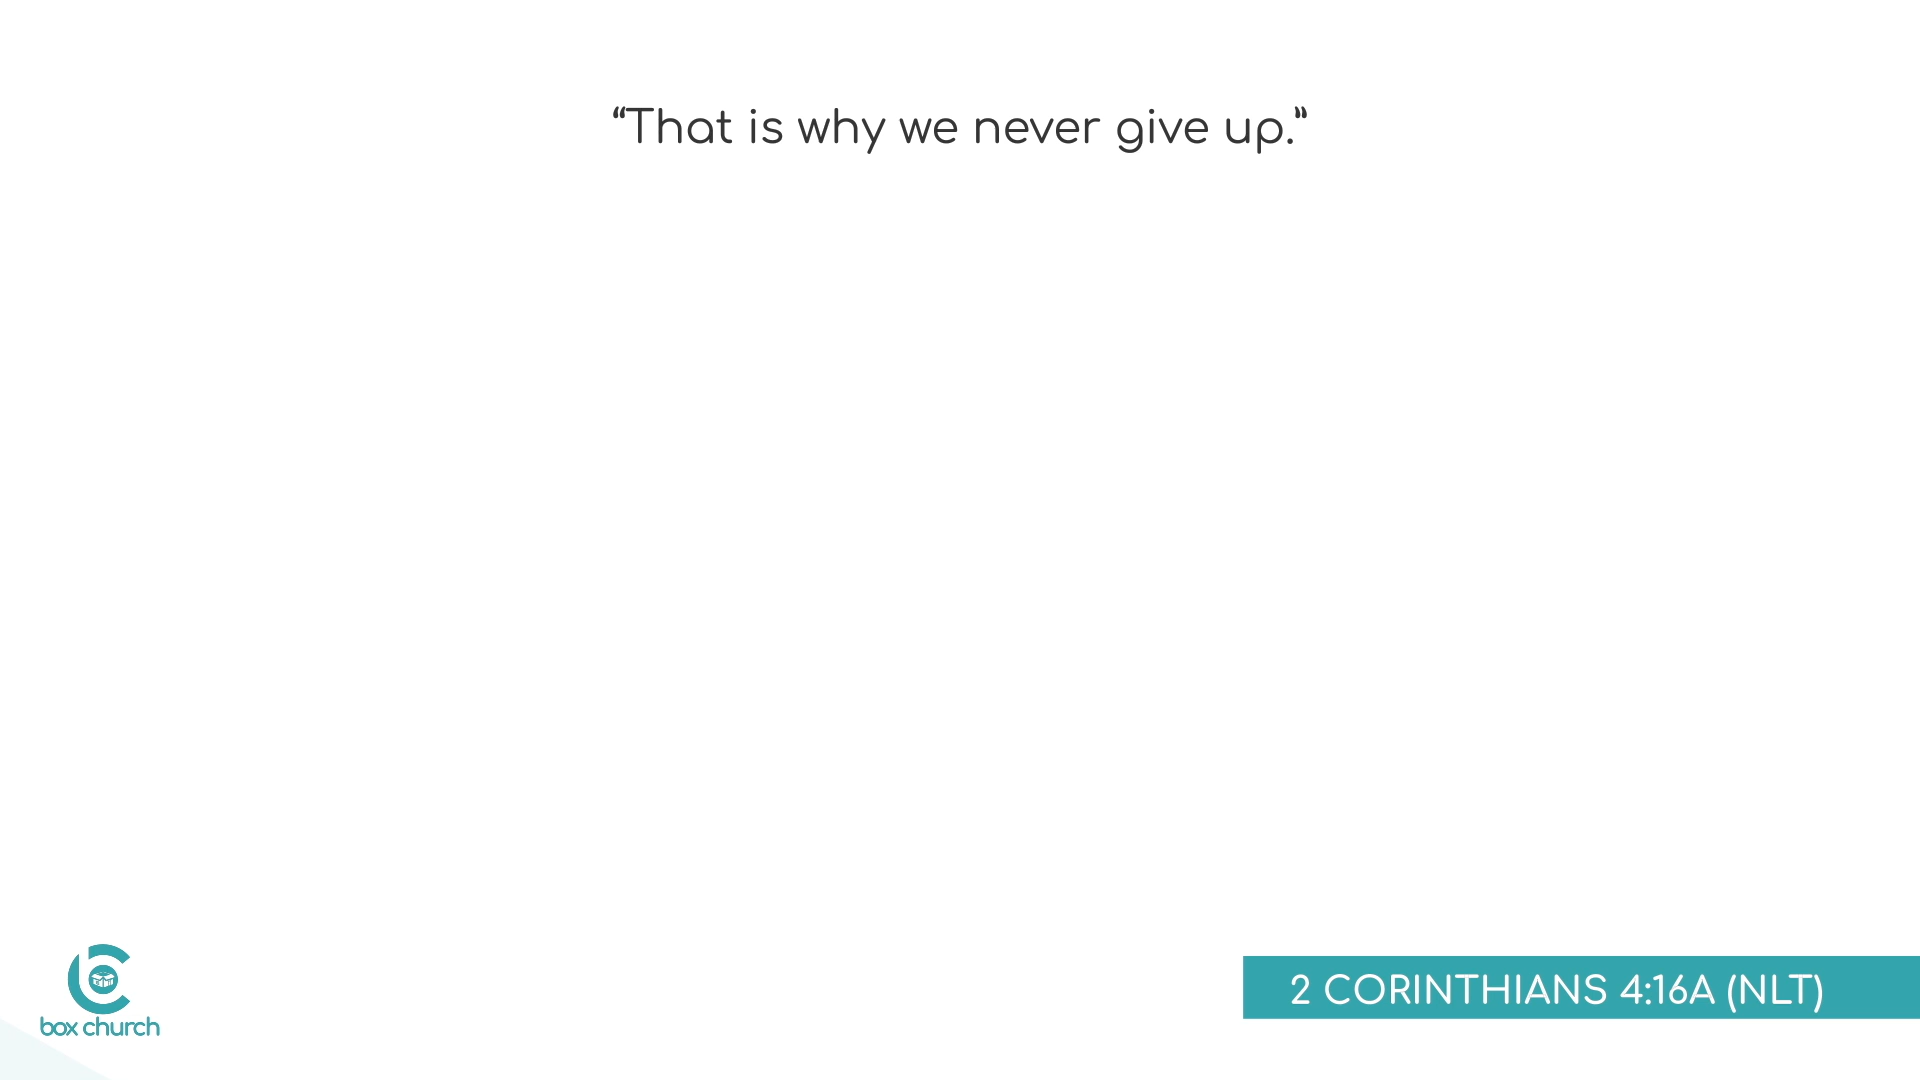 “That is why we never give up.”
2 CORINTHIANS 4:16A (NLT)
box church